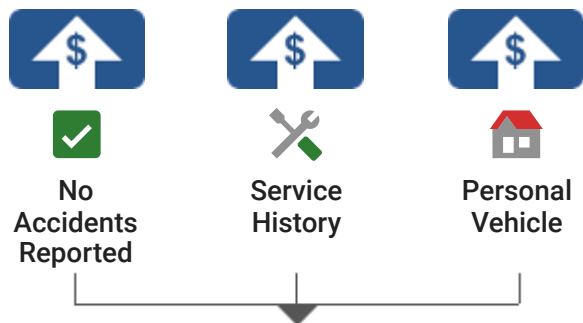 $ $ $
No
Accidents
Reported
Service
History
Personal
Vehicle